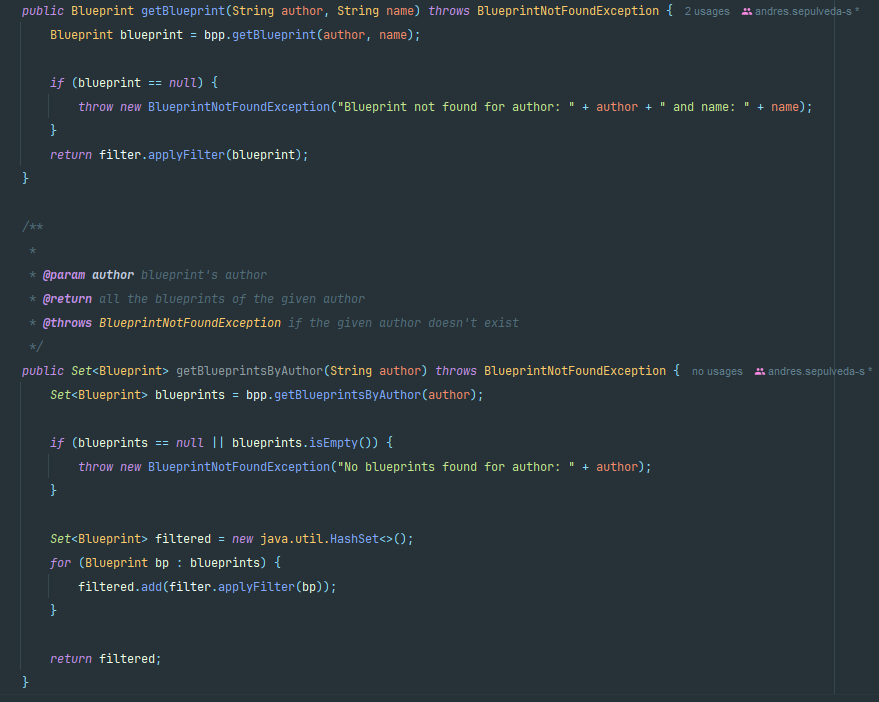 public Blueprint getBlueprint(String author, String name) throws BlueprintNotFoundException {  2 usages  andres.sepulveda-s *
    Blueprint blueprint = bpp.getBlueprint(author, name);

    if (blueprint == null) {
        throw new BlueprintNotFoundException("Blueprint not found for author: " + author + " and name: " + name);
    }
    return filter.applyFilter(blueprint);
}

/**
 *
 * @param author blueprint's author
 * @return all the blueprints of the given author
 * @throws BlueprintNotFoundException if the given author doesn't exist
 */
public Set<Blueprint> getBlueprintsByAuthor(String author) throws BlueprintNotFoundException {  no usages  andres.sepulveda-s *
    Set<Blueprint> blueprints = bpp.getBlueprintsByAuthor(author);

    if (blueprints == null || blueprints.isEmpty()) {
        throw new BlueprintNotFoundException("No blueprints found for author: " + author);
    }

    Set<Blueprint> filtered = new java.util.HashSet<>();
    for (Blueprint bp : blueprints) {
        filtered.add(filter.applyFilter(bp));
    }

    return filtered;
}